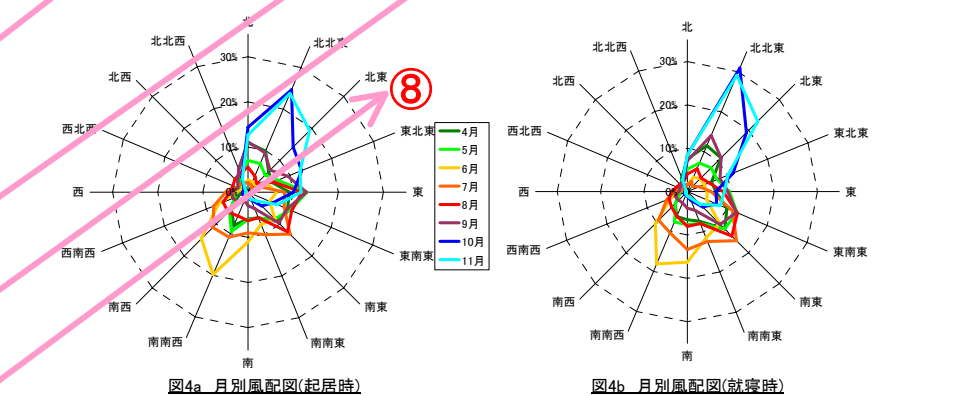 北
北北東
北東
東北東
東
東南東
南東
南南東
南
南南西
南西
西南西
西
西北西
北西
北北西
30%
20%
10%
0%
⑧
4月
5月
6月
7月
8月
9月
10月
11月
図4a 月別風配図(起居時)
北
北北東
北東
東北東
東
東南東
南東
南南東
南
南南西
南西
西南西
西
西北西
北西
北北西
30%
20%
10%
0%
図4b 月別風配図(就寝時)